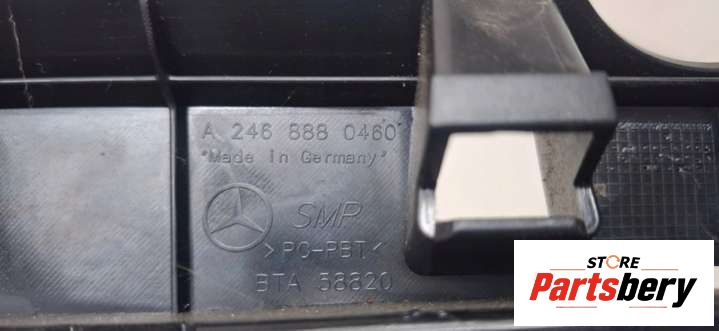 A 246 888 0460
"Made in Germany"
SMP
>PC-PBT<
BTA 58820
STORE
Partsbery